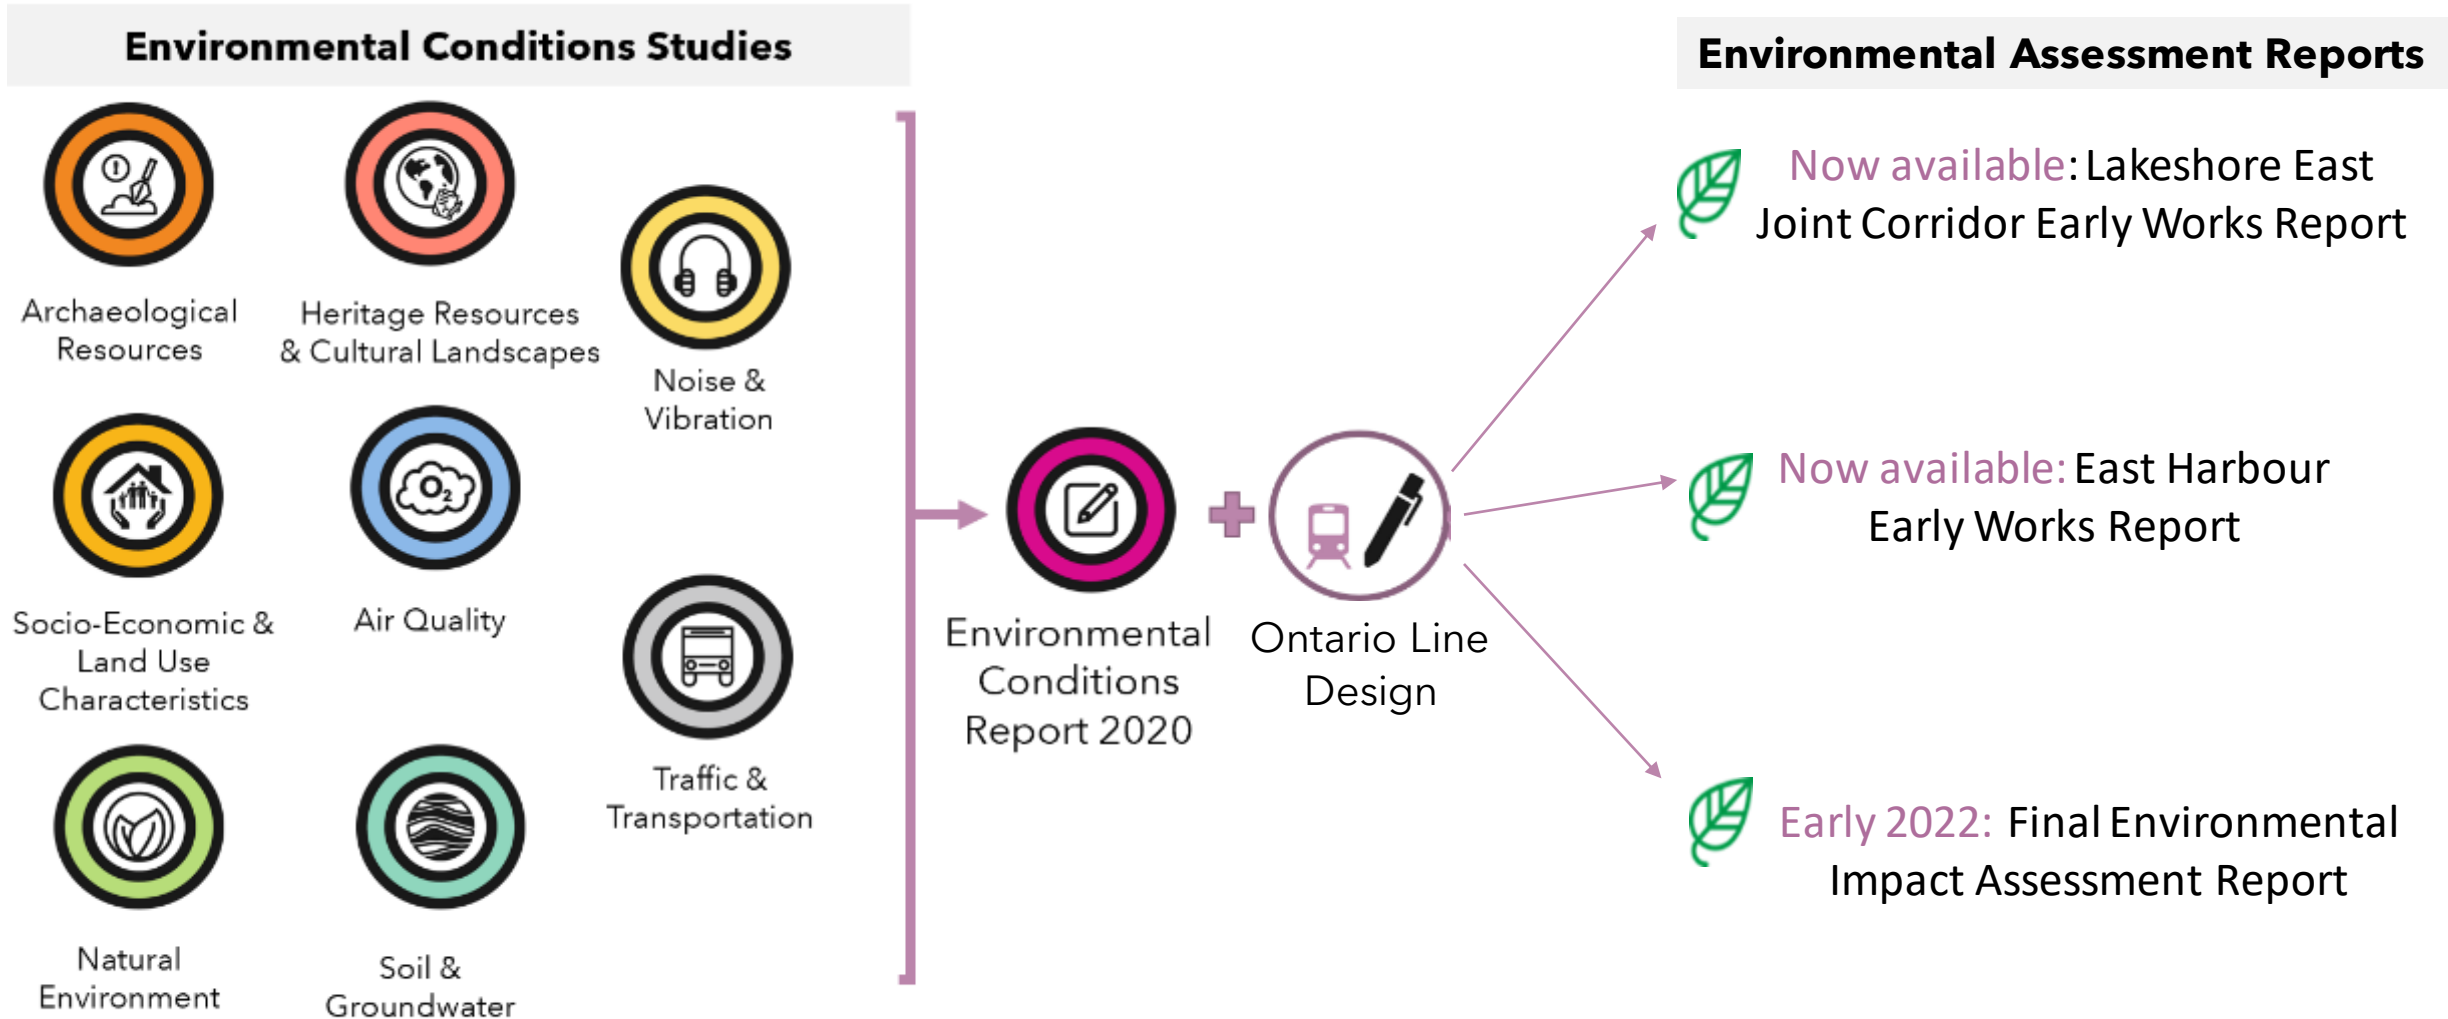 Environmental Conditions Studies
Archaeological
Resources
Heritage Resources
& Cultural Landscapes
Noise &
Vibration
Socio-Economic &
Land Use
Characteristics
O2
Air Quality
Traffic &
Transportation
Natural
Environment
Soil &
Groundwater
Environmental
Conditions
Report 2020
Ontario Line
Design
Environmental Assessment Reports
Now available: Lakeshore East
Joint Corridor Early Works Report
Now available: East Harbour
Early Works Report
Early 2022: Final Environmental
Impact Assessment Report